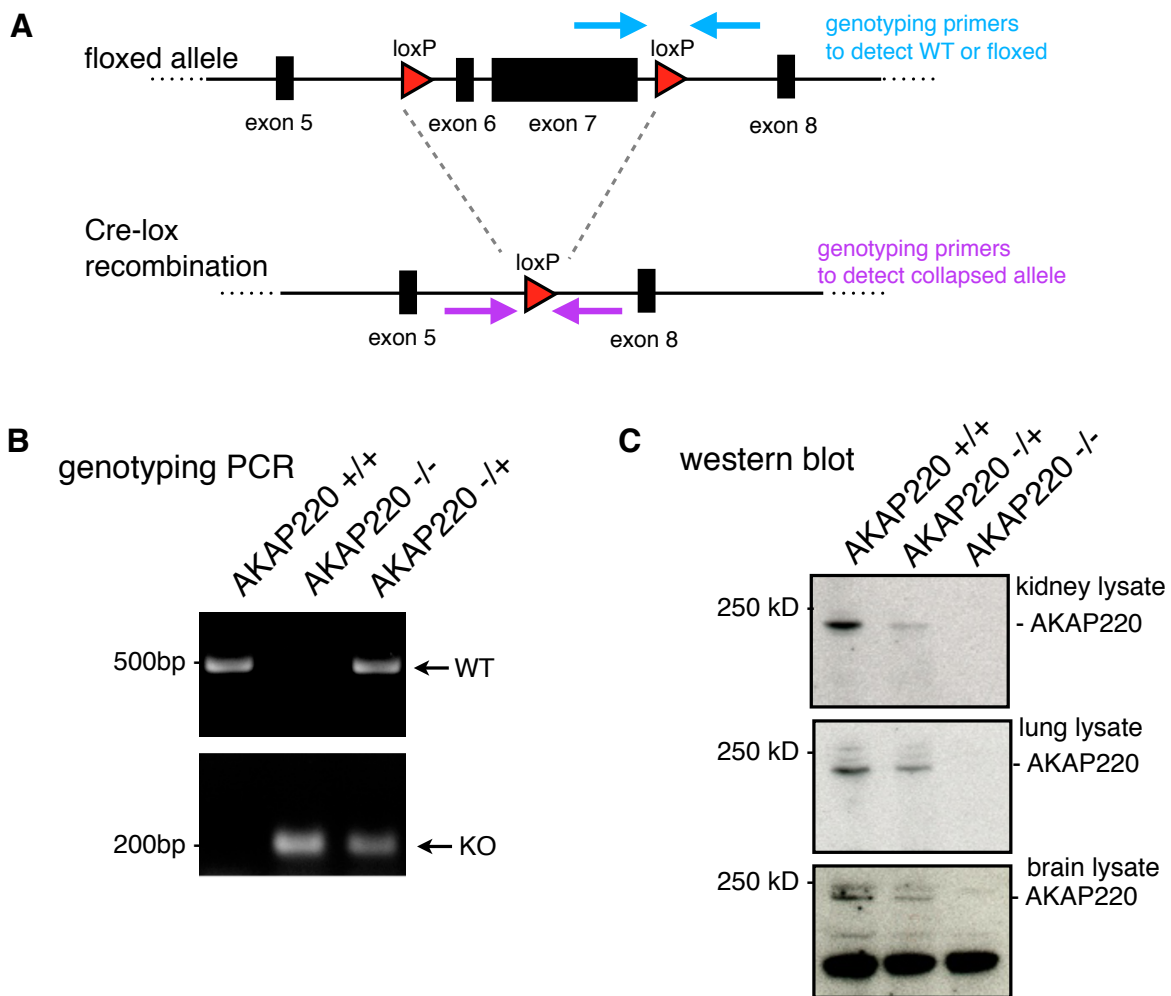 A
floxed allele
loxP
loxP
genotyping primers
to detect WT or floxed
exon 5
exon 6
exon 7
exon 8
Cre-lox
recombination
loxP
genotyping primers
to detect collapsed allele
exon 5
exon 8
B
genotyping PCR
AKAP220 +/+
AKAP220 -/-
AKAP220 -/+
500bp
WT
200bp
KO
C
western blot
AKAP220 +/+
AKAP220 -/+
AKAP220 -/-
250 kD
kidney lysate
- AKAP220
250 kD
lung lysate
- AKAP220
250 kD
brain lysate
- AKAP220